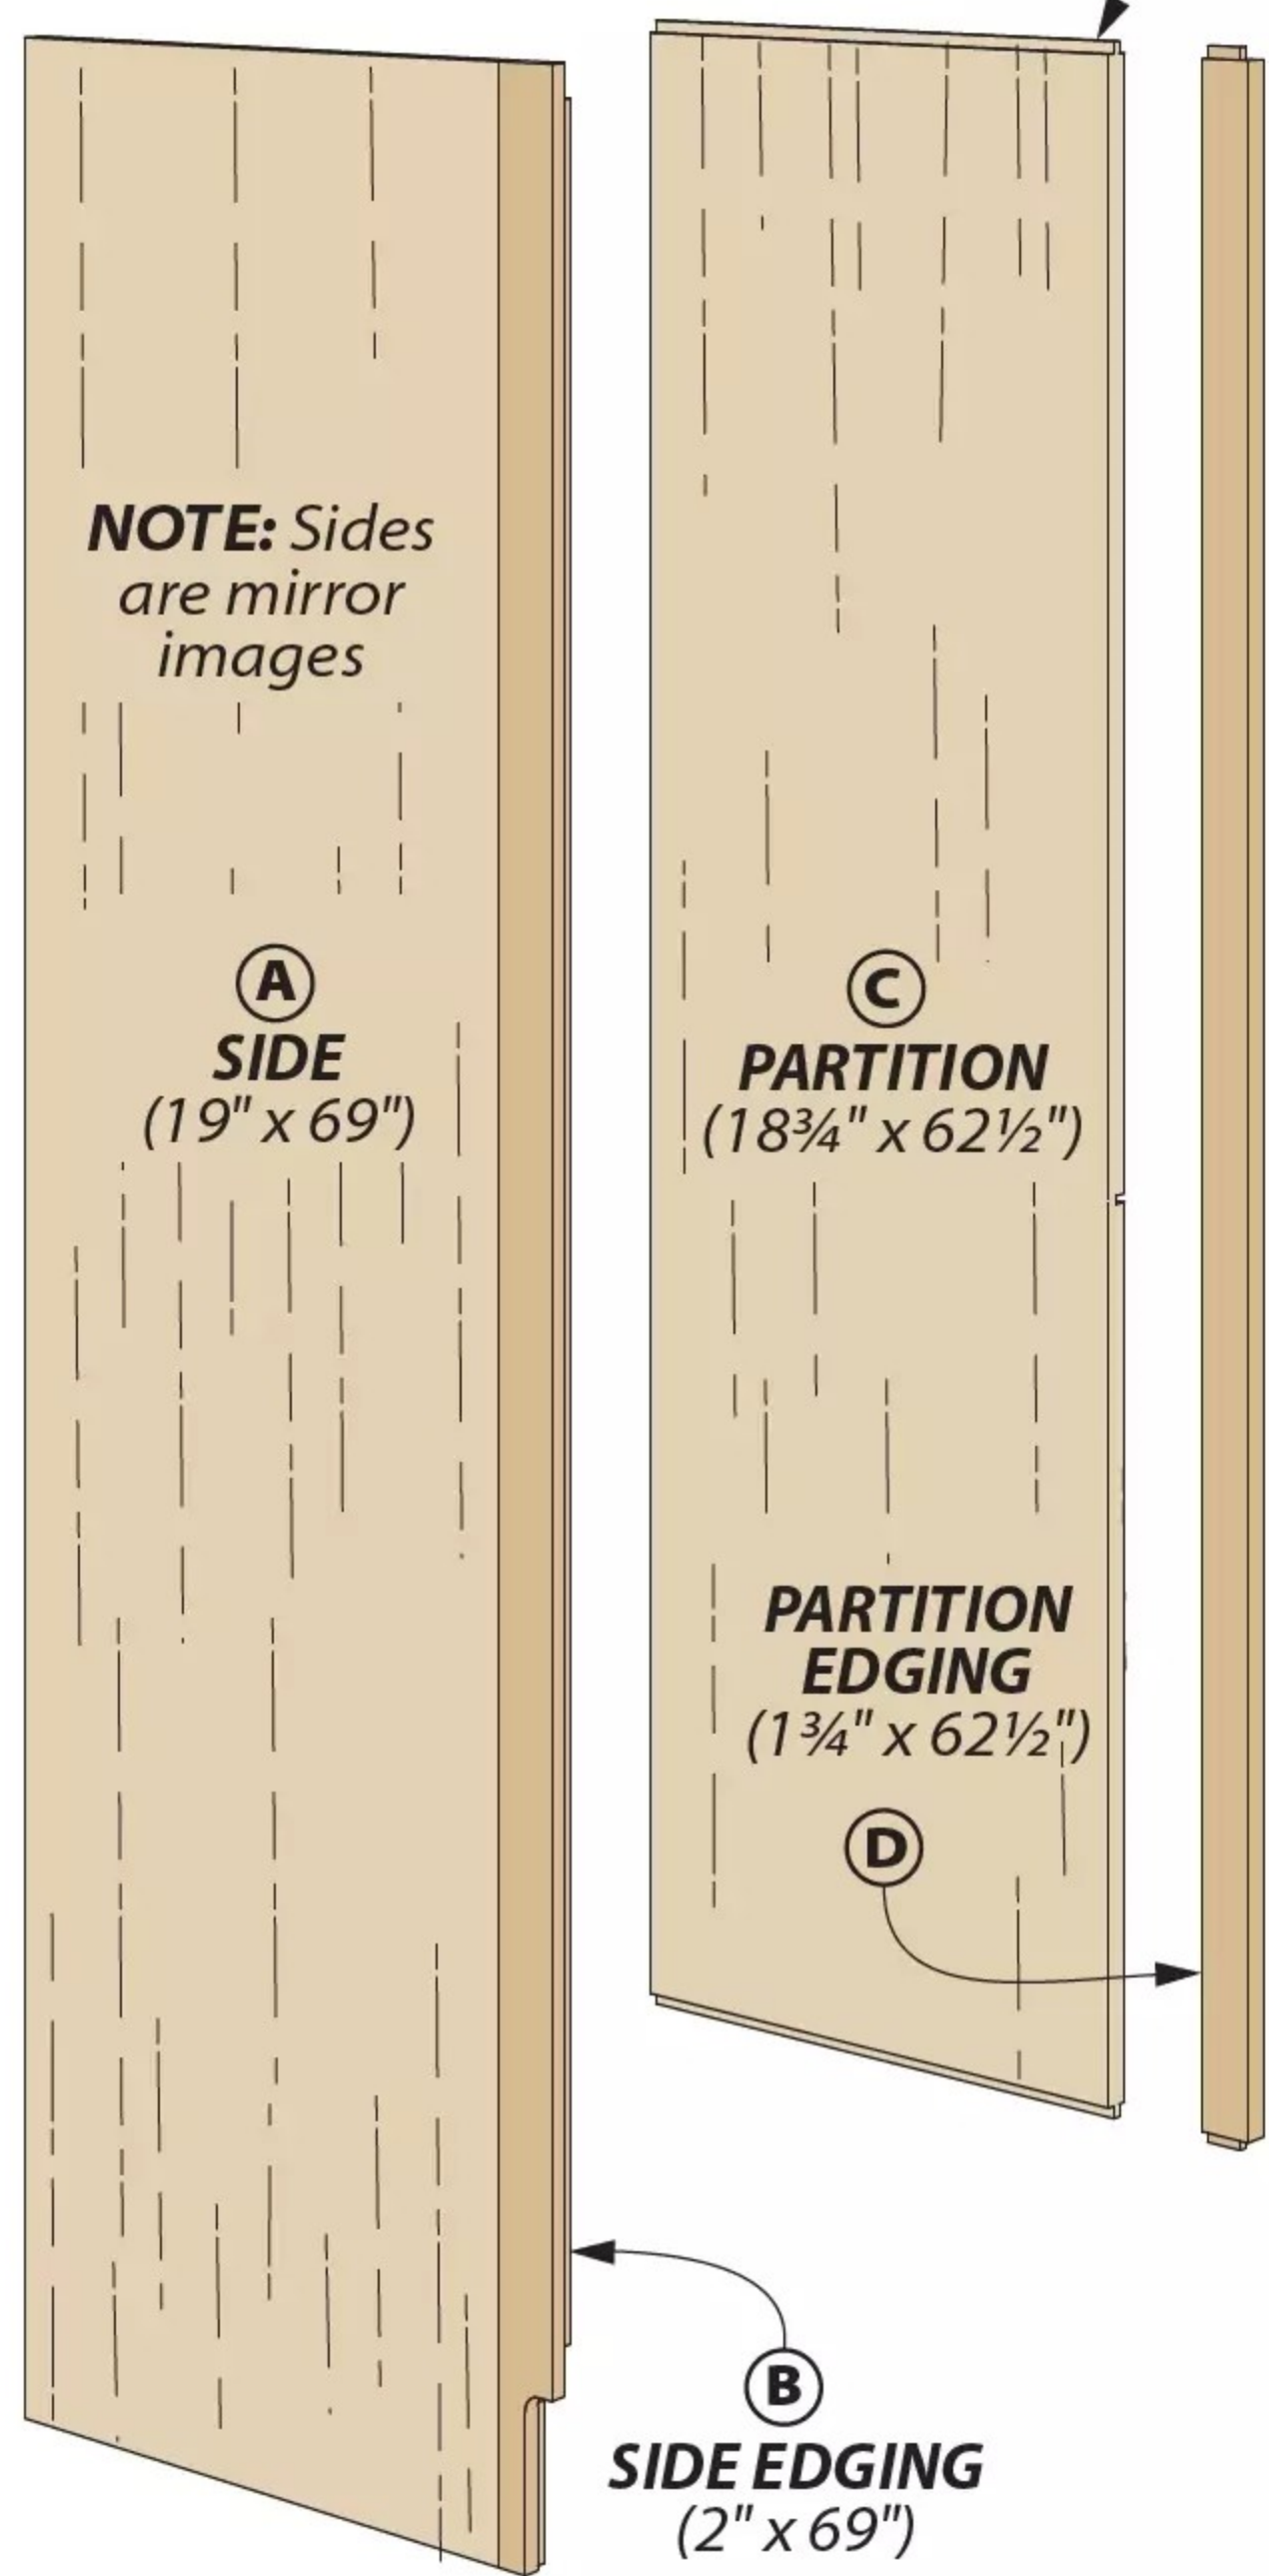 NOTE: Sides
are mirror
images
A
SIDE
(19" x 69")
C
PARTITION
(18¾" x 62½")
PARTITION
EDGING
(1¾" x 62½")
D
B
SIDE EDGING
(2" x 69")